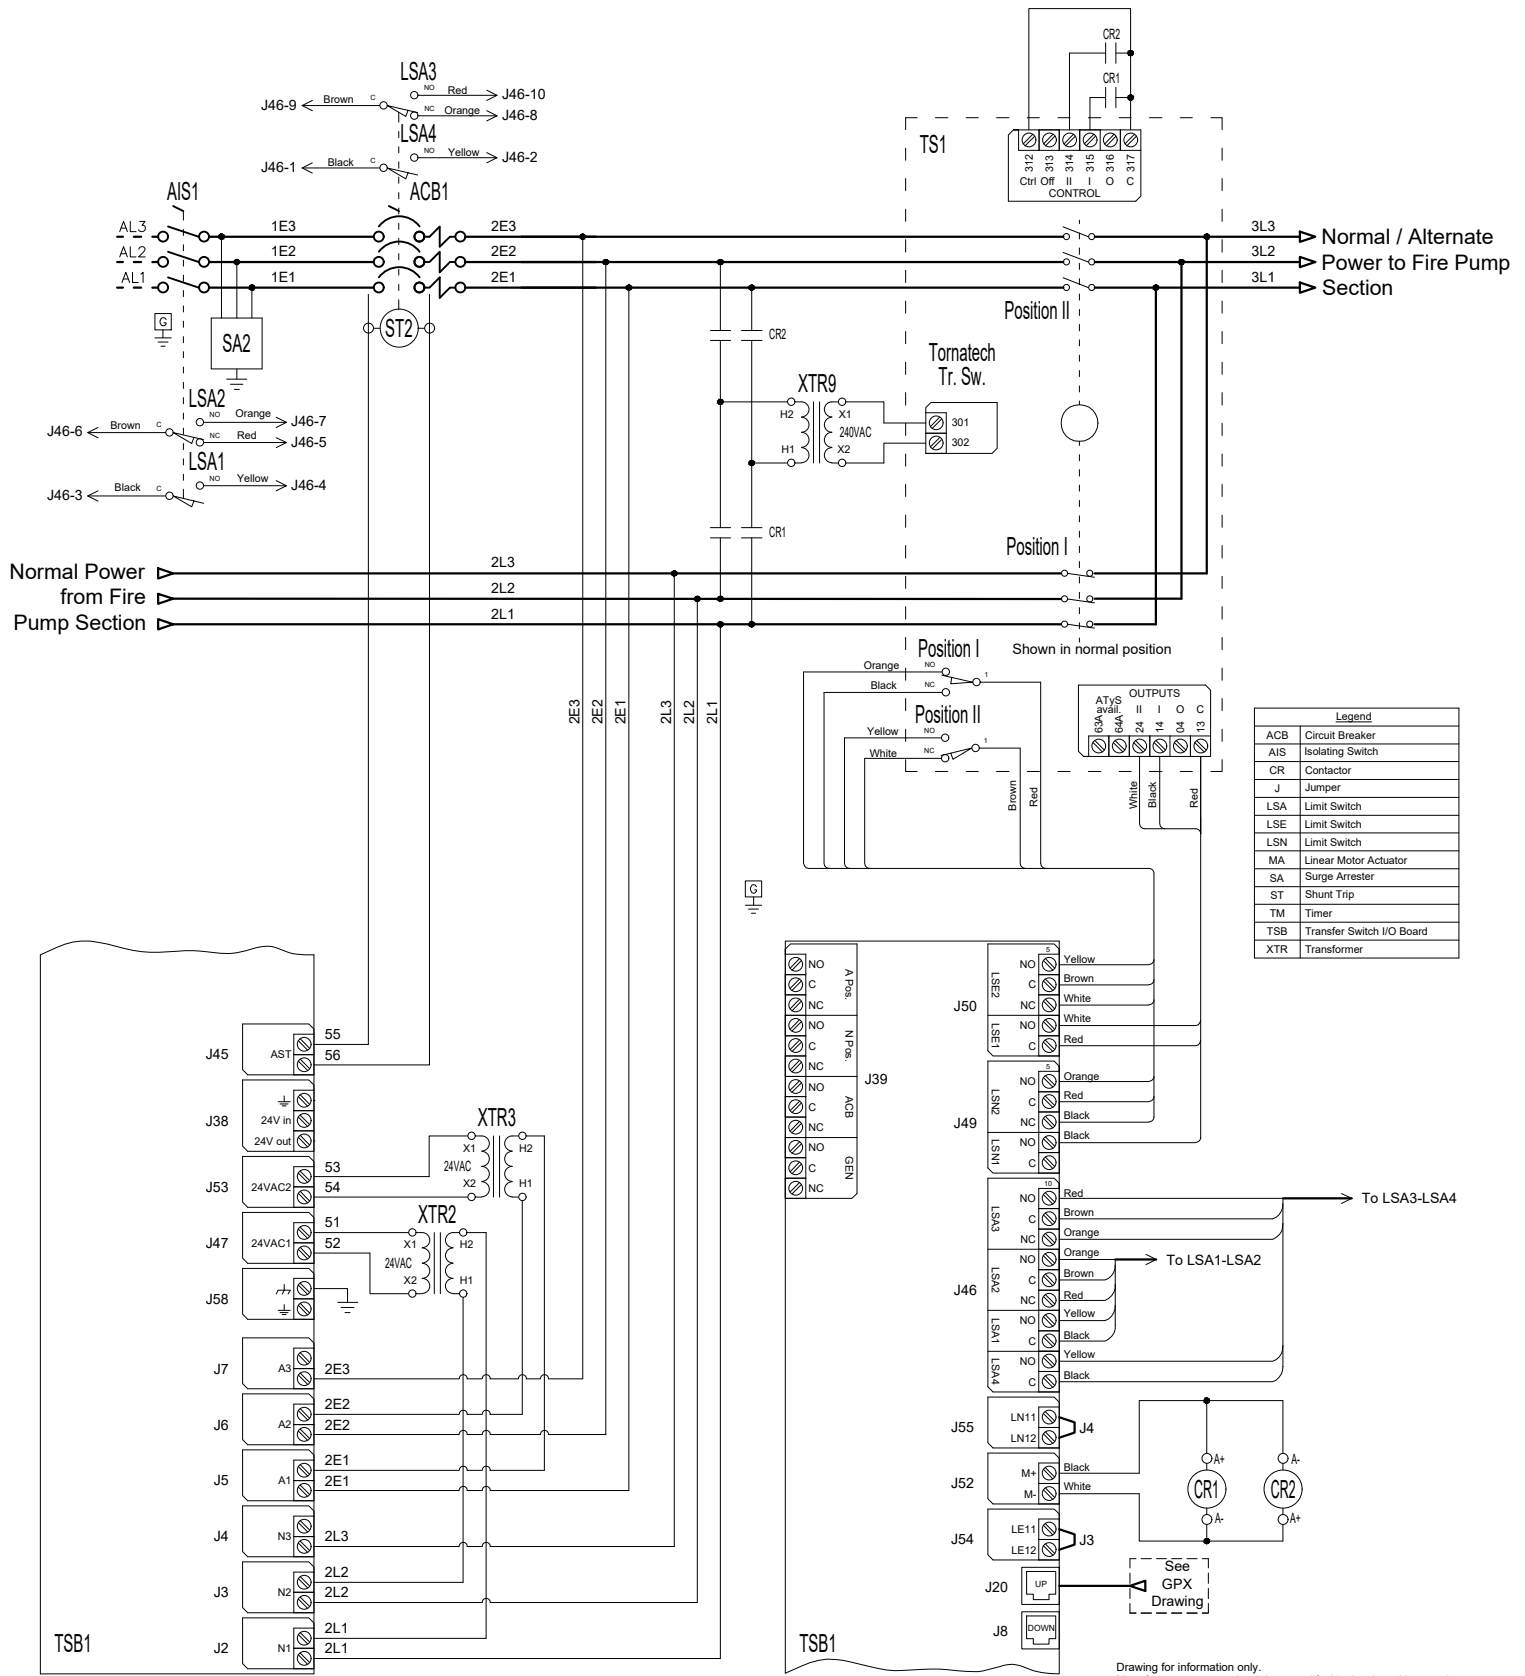 CR2
CR1
LSA3
NO Red J46-10
J46-9 Brown C
NC Orange J46-8
LSA4
NO Yellow J46-2
J46-1 Black C
TS1
312 313 314 315 316 317
Ctrl Off II I O C
CONTROL
AIS1
ACB1
AL3 1E3 2E3 3L3
AL2 1E2 2E2 3L2
AL1 1E1 2E1 3L1
Normal / Alternate
Power to Fire Pump
Section
Position II
G
SA2
ST2
CR2
Tornatech
Tr. Sw.
XTR9
H2 X1
240VAC
H1 X2
301
302
LSA2
NO Orange J46-7
J46-6 Brown C
NC Red J46-5
LSA1
NO Yellow J46-4
J46-3 Black C
CR1
Position I
Normal Power
from Fire
Pump Section
2L3
2L2
2L1
Shown in normal position
Position I
Orange NO
1
Black NC
Position II
Yellow NO
1
White NC
Brown
Red
OUTPUTS
ATyS
avail. II I O C
63A 64A 24 14 04 13
White
Black
Red
2E3
2E2
2E1
2L3
2L2
2L1
Legend
ACB Circuit Breaker
AIS Isolating Switch
CR Contactor
J Jumper
LSA Limit Switch
LSE Limit Switch
LSN Limit Switch
MA Linear Motor Actuator
SA Surge Arrester
ST Shunt Trip
TM Timer
TSB Transfer Switch I/O Board
XTR Transformer
G
J45 AST
55
56
J38
24V in
24V out
J53 24VAC2
53
54
XTR3
X1 H2
24VAC
X2 H1
J47 24VAC1
51
52
XTR2
X1 H2
24VAC
X2 H1
J58
J7 A3
2E3
J6 A2
2E2
2E2
J5 A1
2E1
2E1
J4 N3
2L3
J3 N2
2L2
2L2
J2 N1
2L1
2L1
TSB1
J39
NO
C A Pos.
NC
NO
C N Pos.
NC
NO
C ACB
NC
NO
C GEN
NC
J50
5
LSE2
NO Yellow
C Brown
NC White
LSE1
NO White
C Red
J49
5
LSN2
NO Orange
C Red
NC Black
LSN1
NO Black
C
J46
10
LSA3
NO Red
C Brown
NC Orange
To LSA3-LSA4
LSA2
NO Orange
C Brown
NC Red
To LSA1-LSA2
LSA1
NO Yellow
C Black
LSA4
NO Yellow
C Black
J55
LN11
LN12
J4
J52
M+ Black
M- White
A+ A-
CR1 CR2
A- A+
J54
LE11
LE12
J3
J20 UP
See
GPX
Drawing
J8 DOWN
TSB1
Drawing for information only.